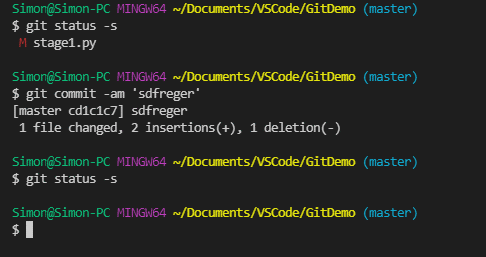 Simon@Simon-PC MINGW64 ~/Documents/VSCode/GitDemo (master)
$ git status -s
 M stage1.py
Simon@Simon-PC MINGW64 ~/Documents/VSCode/GitDemo (master)
$ git commit -am 'sdfreger'
[master cd1c1c7] sdfreger
 1 file changed, 2 insertions(+), 1 deletion(-)
Simon@Simon-PC MINGW64 ~/Documents/VSCode/GitDemo (master)
$ git status -s
Simon@Simon-PC MINGW64 ~/Documents/VSCode/GitDemo (master)
$